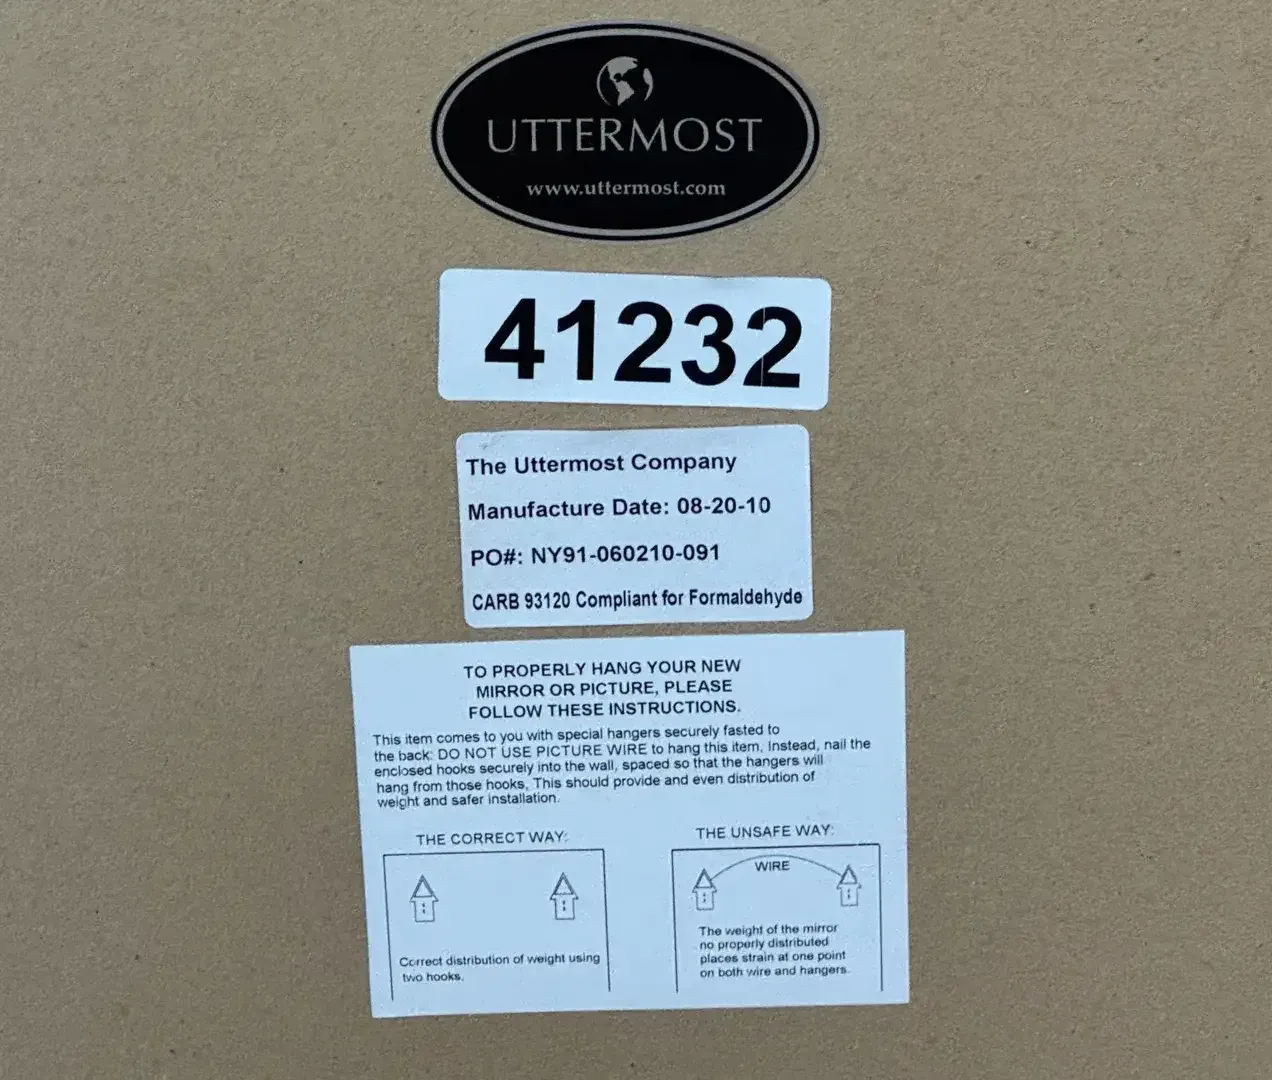 UTTERMOST
www.uttermost.com
41232
The Uttermost Company
Manufacture Date: 08-20-10
PO#: NY91-060210-091
CARB 93120 Compliant for Formaldehyde
TO PROPERLY HANG YOUR NEW
MIRROR OR PICTURE, PLEASE
FOLLOW THESE INSTRUCTIONS.
This item comes to you with special hangers securely fasted to
the back: DO NOT USE PICTURE WIRE to hang this item, Instead, nail the
enclosed hooks securely into the wall, spaced so that the hangers will
hang from those hooks, This should provide and even distribution of
weight and safer installation.
THE CORRECT WAY:
Correct distribution of weight using
two hooks.
THE UNSAFE WAY:
WIRE
The weight of the mirror
no properly distributed
places strain at one point
on both wire and hangers.